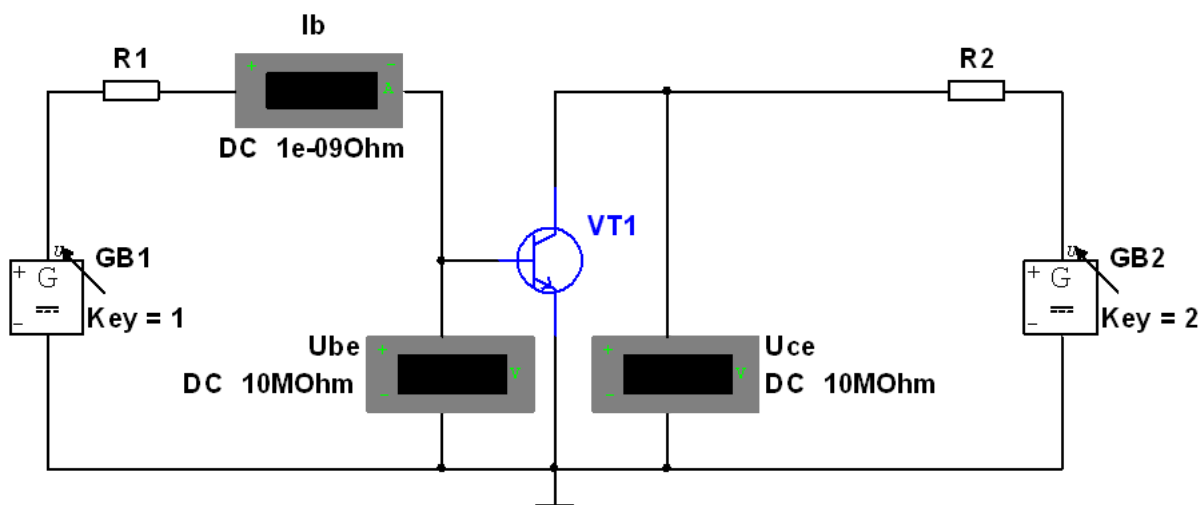 Ib
R1
R2
+ -
A
DC 1e-09Ohm
VT1
u
GB1
+ G
-
Key = 1
u
GB2
+ G
-
Key = 2
Ube
+
V
-
DC 10MOhm
Uce
+
V
-
DC 10MOhm